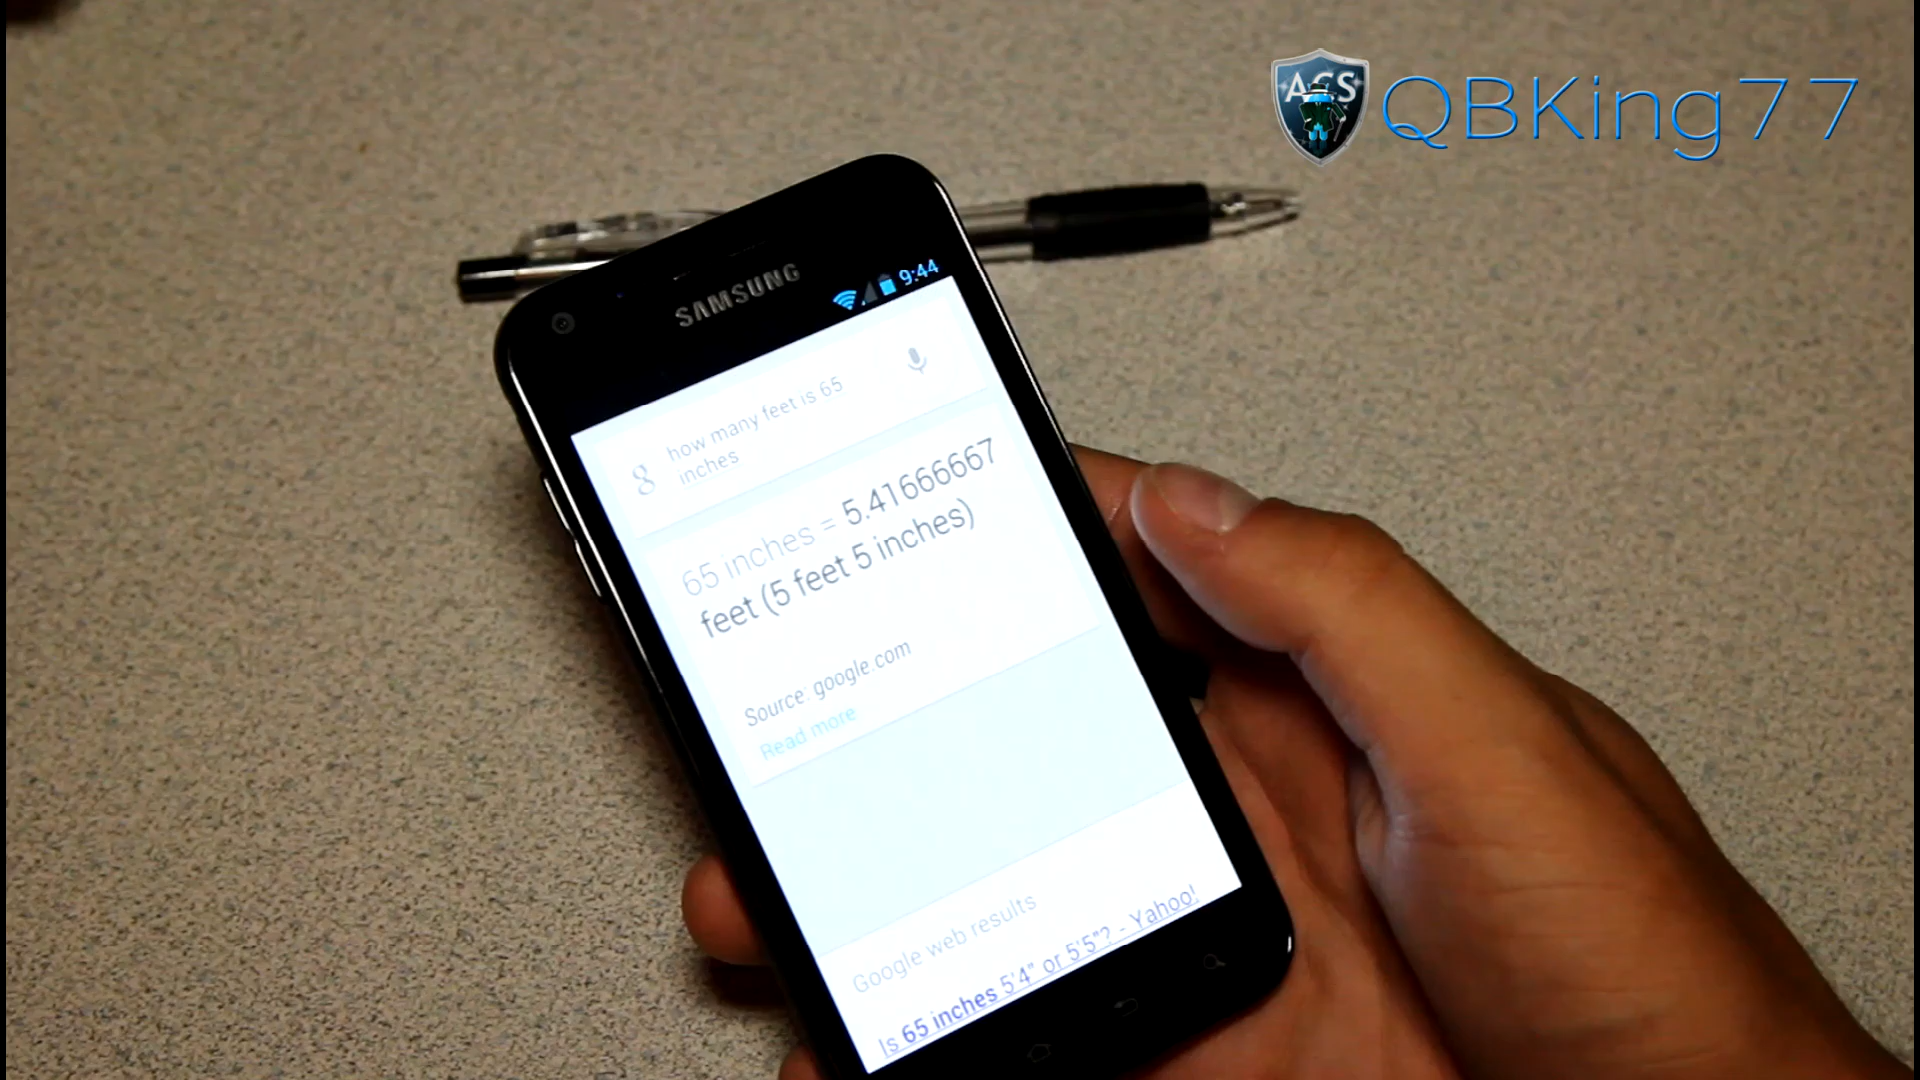 ACS QBKing77
SAMSUNG
9:44
how many feet is 65
inches
65 inches = 5.41666667
feet (5 feet 5 inches)
Source: google.com
Read more
Google web results
Is 65 inches 5'4" or 5'5"? - Yahoo!